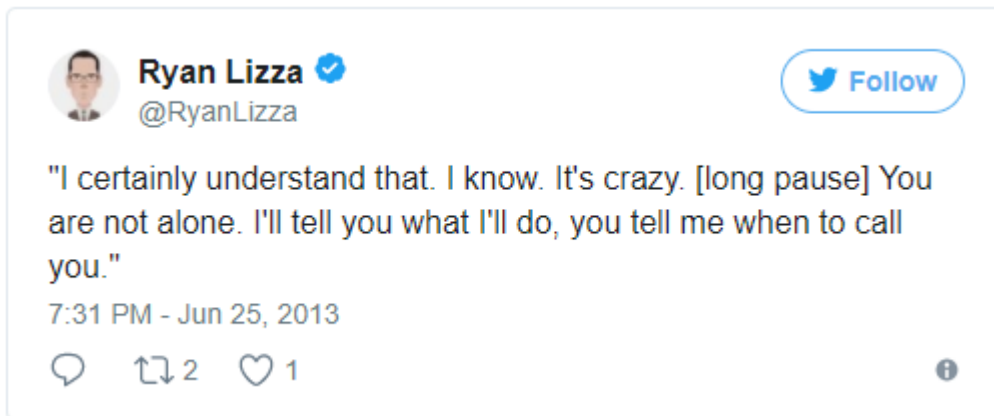 Ryan Lizza
@RyanLizza
Follow
"I certainly understand that. I know. It's crazy. [long pause] You
are not alone. I'll tell you what I'll do, you tell me when to call
you."
7:31 PM - Jun 25, 2013
2 1